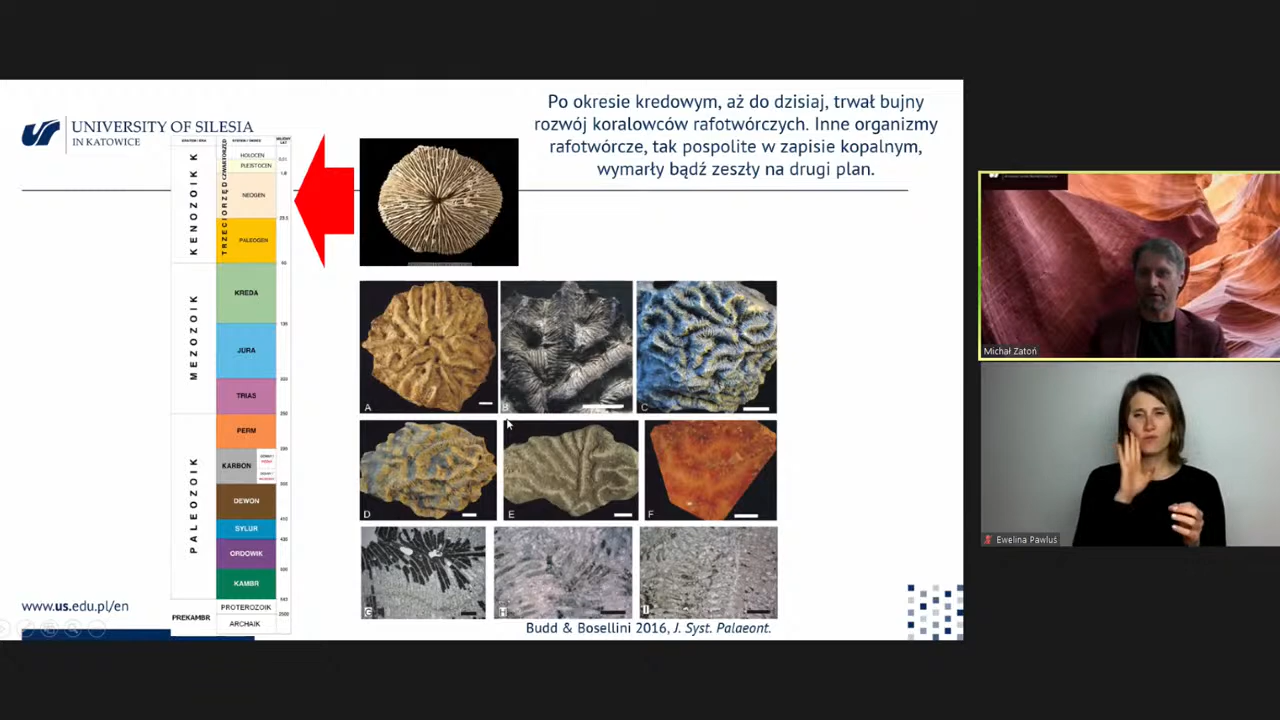 Po okresie kredowym, aż do dzisiaj, trwał bujny
rozwój koralowców rafotwórczych. Inne organizmy
rafotwórcze, tak pospolite w zapisie kopalnym,
wymarły bądź zeszły na drugi plan.
UNIVERSITY OF SILESIA
IN KATOWICE
KENOZOIK
TRZECIORZĘD
CZWARTORZĘD
HOLOCEN
PLEISTOCEN
NEOGEN
PALEOGEN
MEZOZOIK
KREDA
JURA
TRIAS
PALEOZOIK
PERM
KARBON
DEWON
SYLUR
ORDOWIK
KAMBR
PREKAMBR
PROTEROZOIK
ARCHAIK
A
B
C
D
E
F
G
H
I
Budd & Bosellini 2016, J. Syst. Palaeont.
www.us.edu.pl/en
Michał Zatoń
Ewelina Pawluś